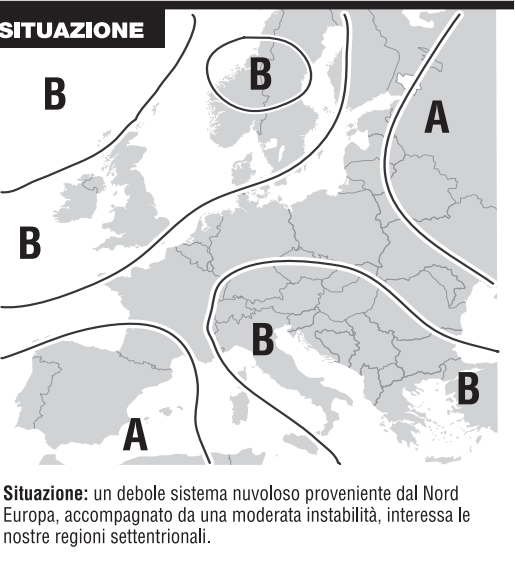 SITUAZIONE
B
B
A
B
B
B
A
Situazione: un debole sistema nuvoloso proveniente dal Nord
Europa, accompagnato da una moderata instabilità, interessa le
nostre regioni settentrionali.